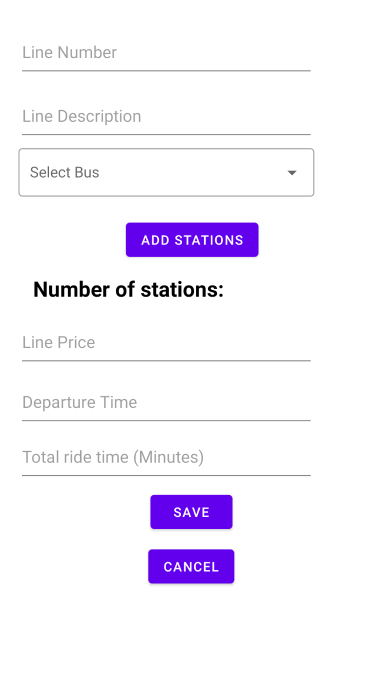 Line Number
Line Description
Select Bus
ADD STATIONS
Number of stations:
Line Price
Departure Time
Total ride time (Minutes)
SAVE
CANCEL